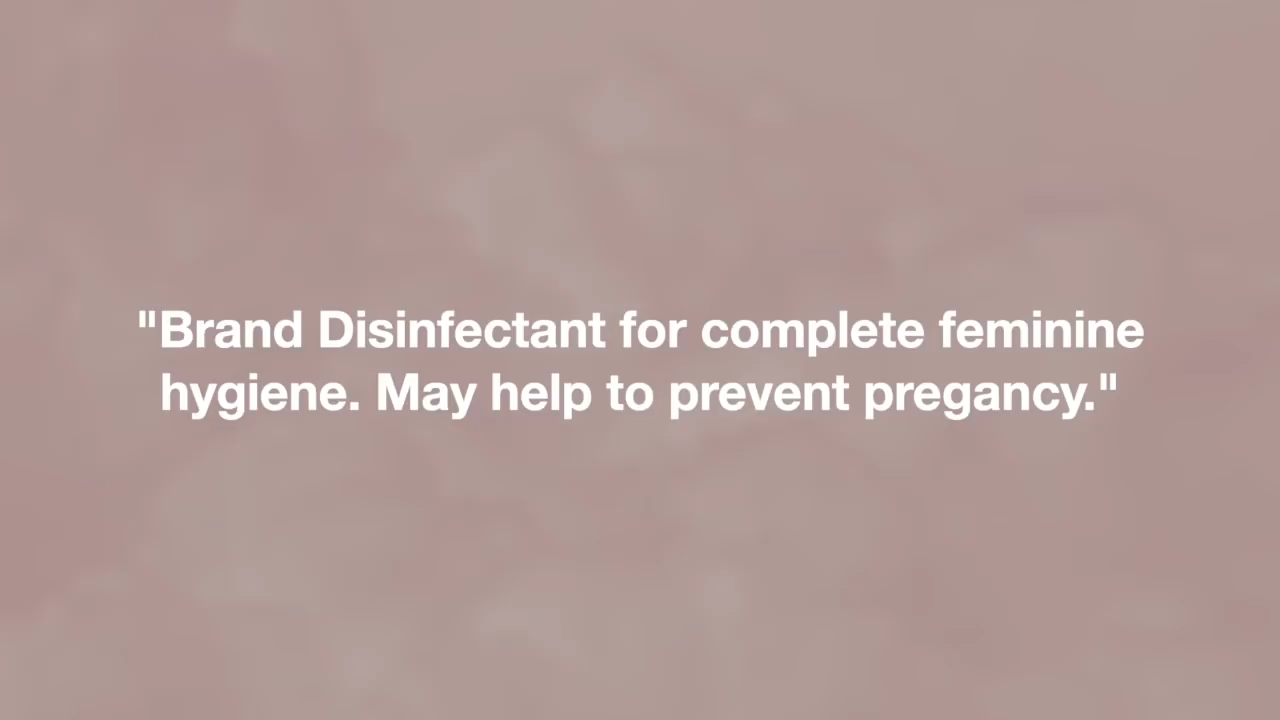 "Brand Disinfectant for complete feminine
hygiene. May help to prevent pregancy."